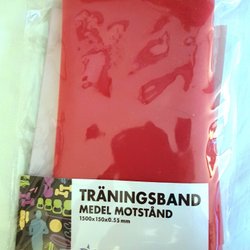 TRÄNINGSBAND
MEDEL MOTSTÅND
1500x150x0.55 mm